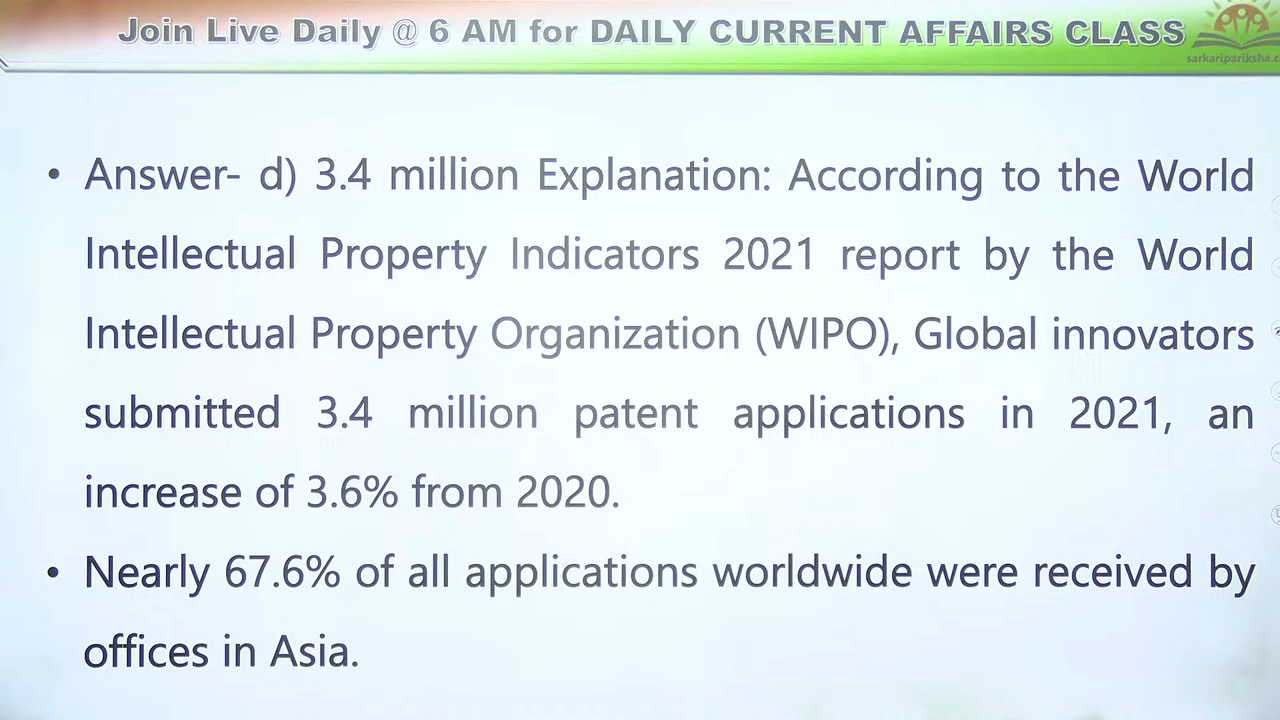 Join Live Daily @ 6 AM for DAILY CURRENT AFFAIRS CLASS
sarkaripariksha.c
• Answer- d) 3.4 million Explanation: According to the World
Intellectual Property Indicators 2021 report by the World
Intellectual Property Organization (WIPO), Global innovators
submitted 3.4 million patent applications in 2021, an
increase of 3.6% from 2020.
• Nearly 67.6% of all applications worldwide were received by
offices in Asia.